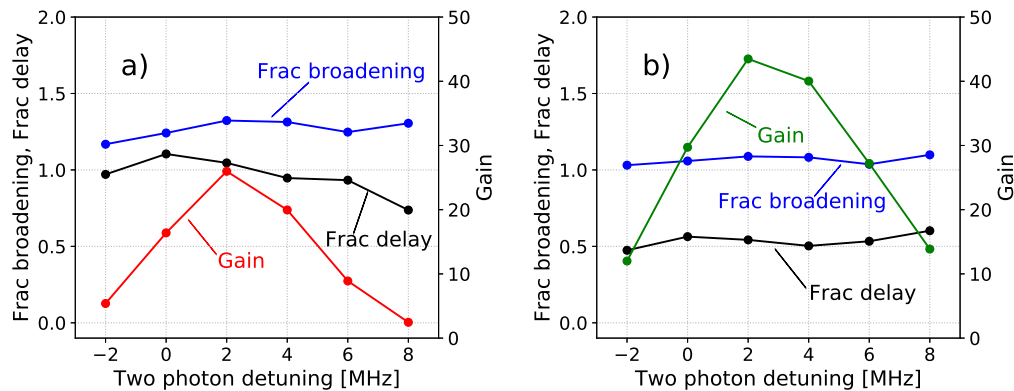 a)
Frac broadening
Frac delay
Gain
Frac broadening, Frac delay
2.0
1.5
1.0
0.5
0.0
50
40
30
20
10
0
Gain
−2 0 2 4 6 8
Two photon detuning [MHz]
b)
Gain
Frac broadening
Frac delay
Frac broadening, Frac delay
2.0
1.5
1.0
0.5
0.0
50
40
30
20
10
0
Gain
−2 0 2 4 6 8
Two photon detuning [MHz]